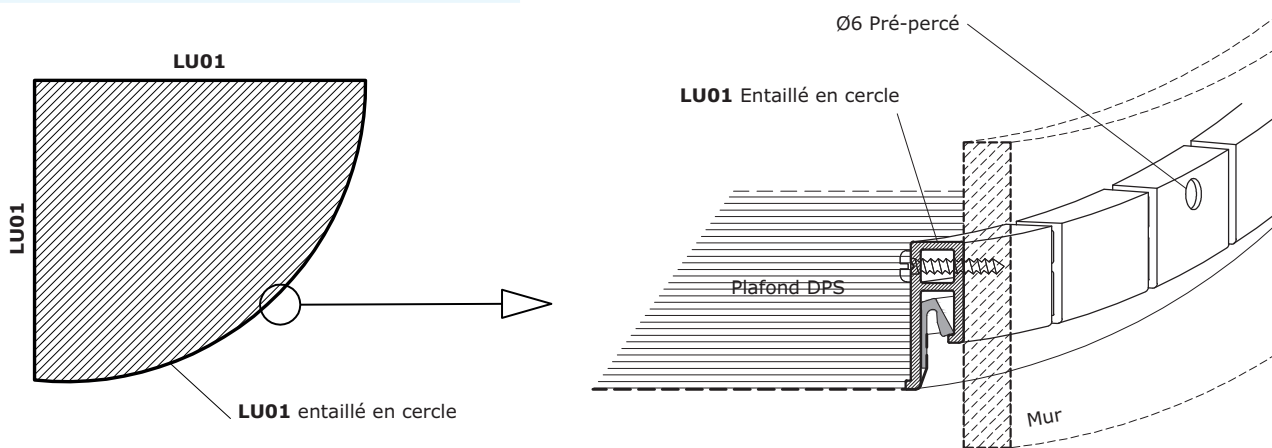 LU01
LU01
LU01 entaillé en cercle
Ø6 Pré-percé
LU01 Entaillé en cercle
Plafond DPS
Mur